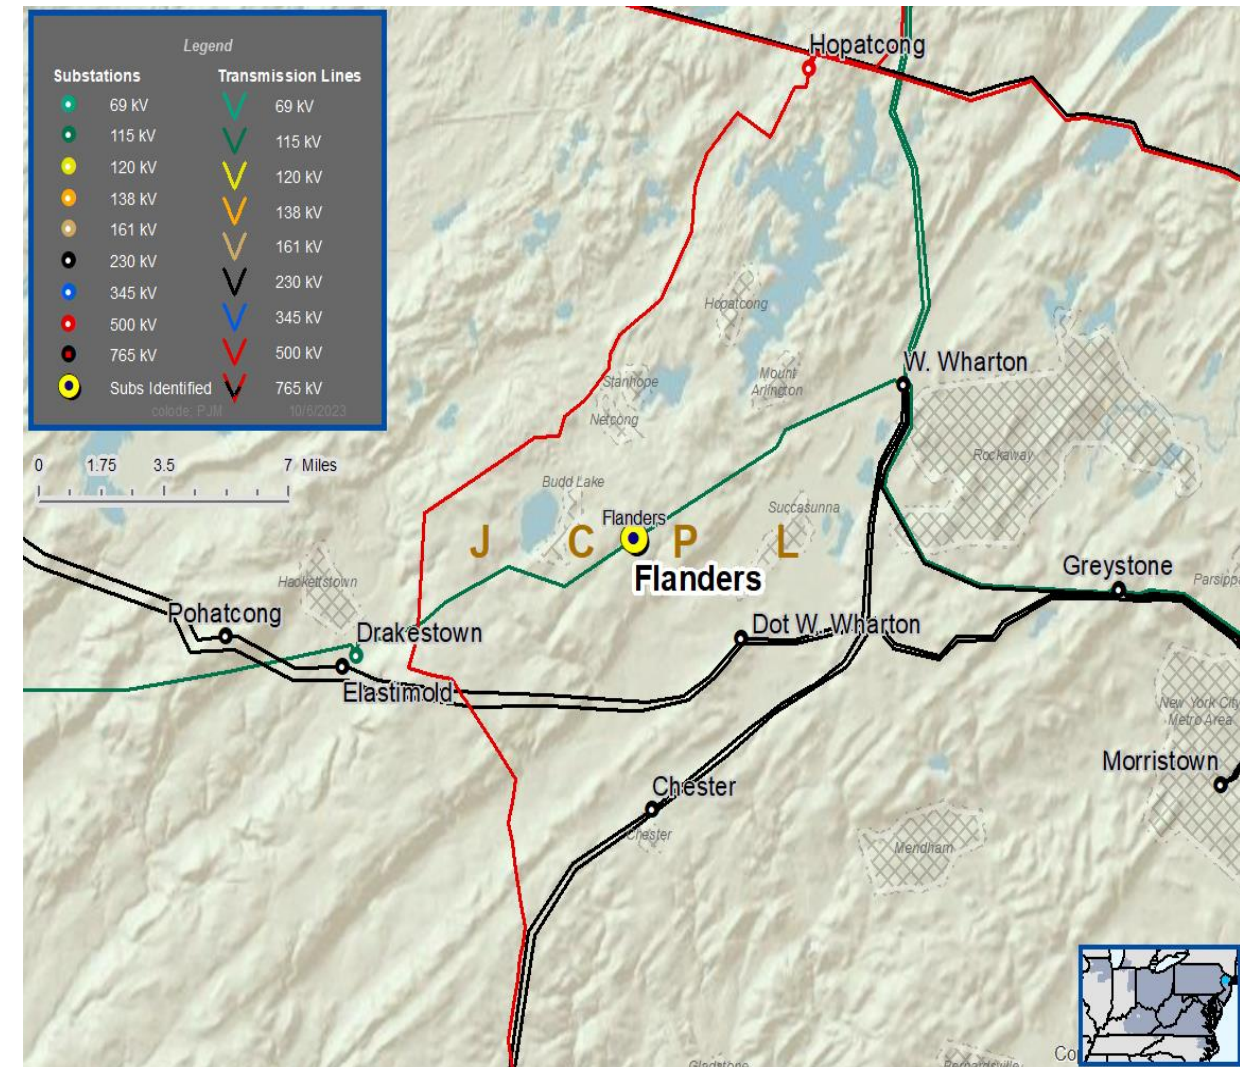 Legend
Substations Transmission Lines
69 kV 69 kV
115 kV 115 kV
120 kV 120 kV
138 kV 138 kV
161 kV 161 kV
230 kV 230 kV
345 kV 345 kV
500 kV 500 kV
765 kV 765 kV
Subs Identified
colode: PJM 10/6/2023
0 1.75 3.5 7 Miles
Hopatcong
Hopatcong
W. Wharton
Mount
Arlington
Stanhope
Netcong
Rockaway
Budd Lake
Succasunna
Flanders
J C P L
Flanders
Hackettstown
Greystone
Parsipp
Pohatcong
Drakestown
Dot W. Wharton
Elastimold
New York City
Metro Area
Morristown
Chester
Chester
Mendham
Gladstone
Bernardsville
Co